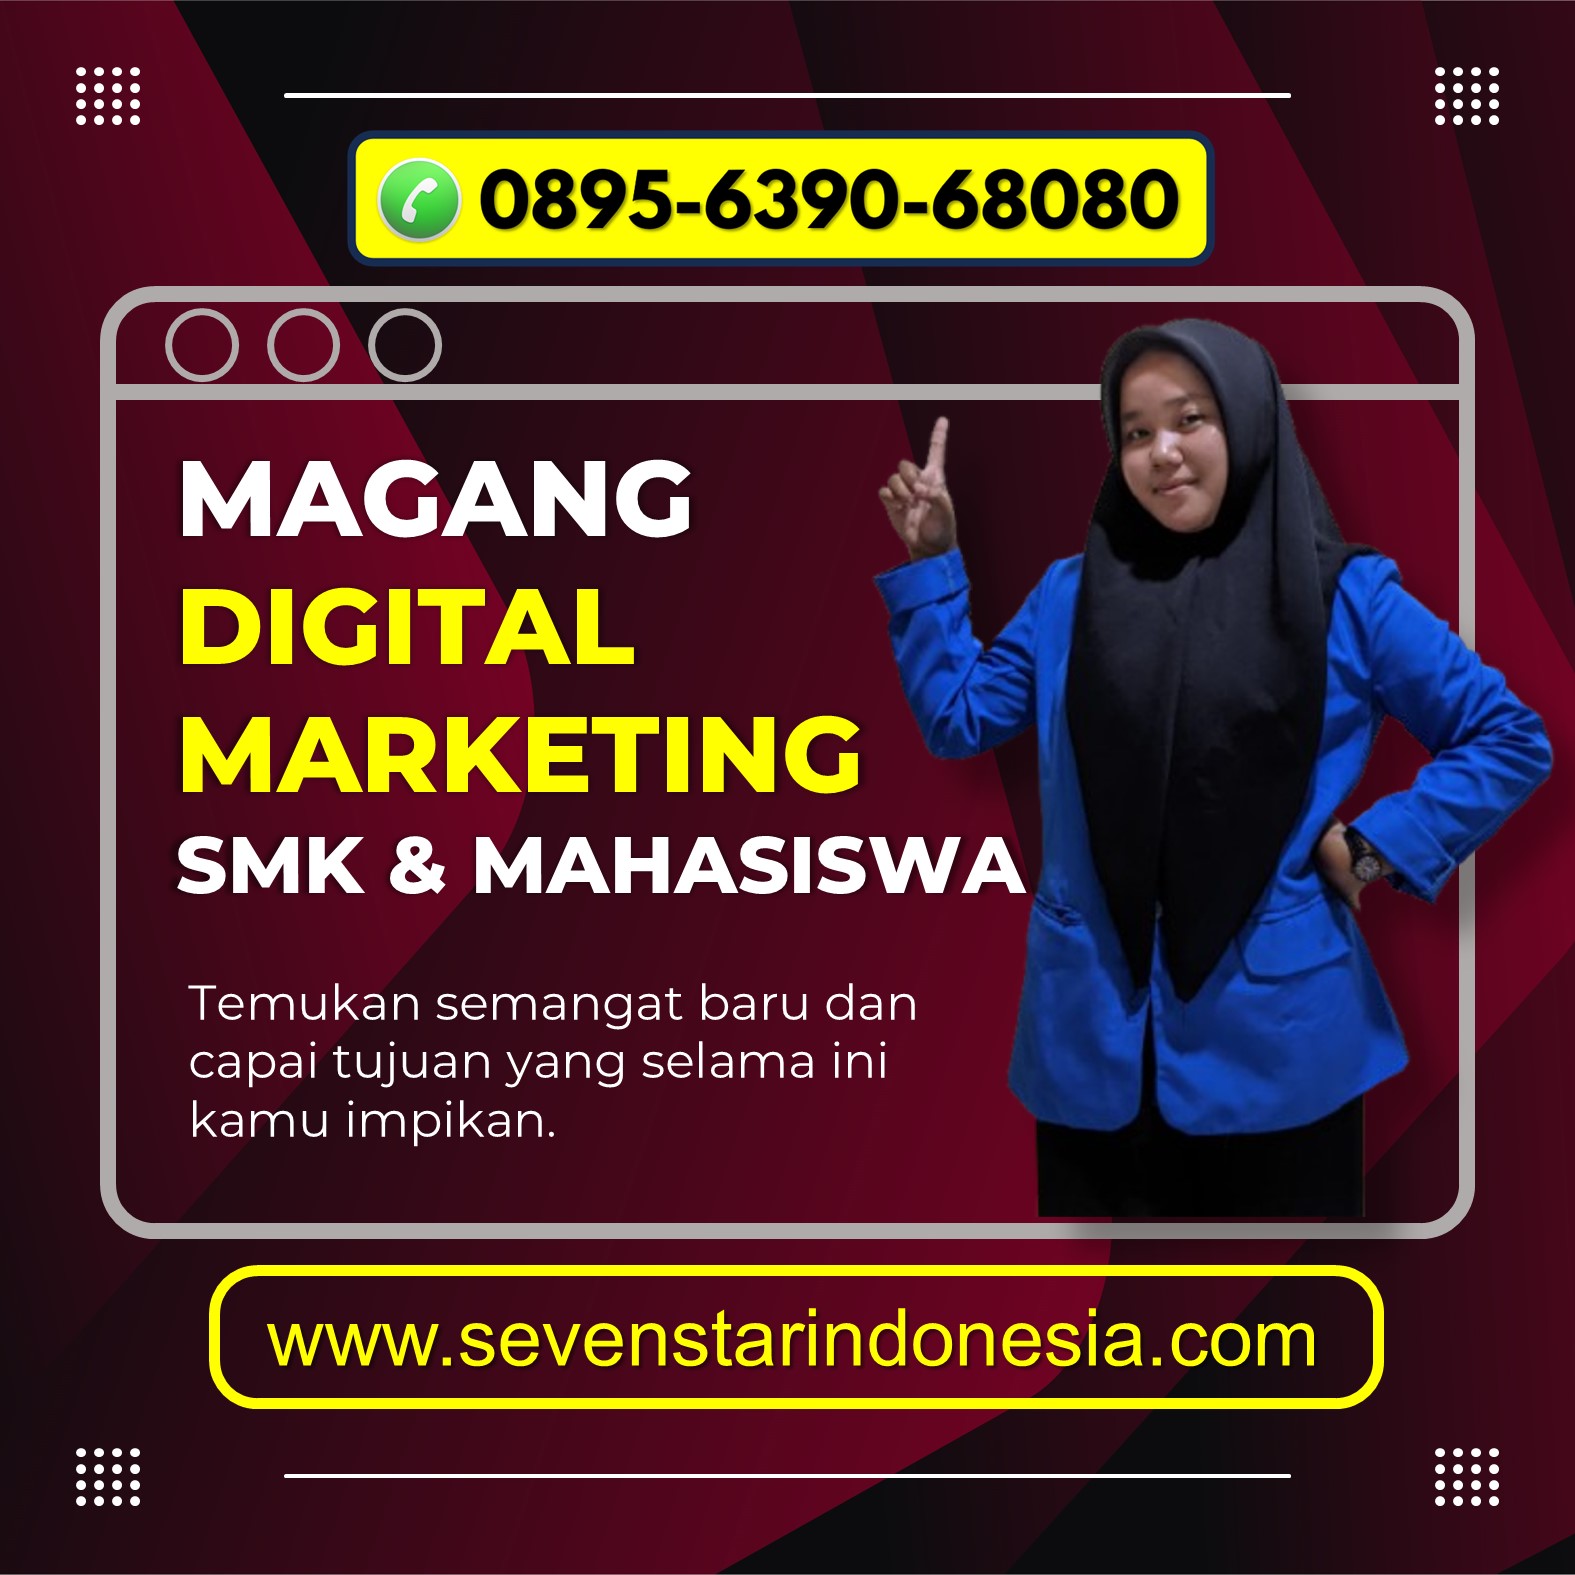 0895-6390-68080
MAGANG
DIGITAL
MARKETING
SMK & MAHASISWA
Temukan semangat baru dan
capai tujuan yang selama ini
kamu impikan.
www.sevenstarindonesia.com